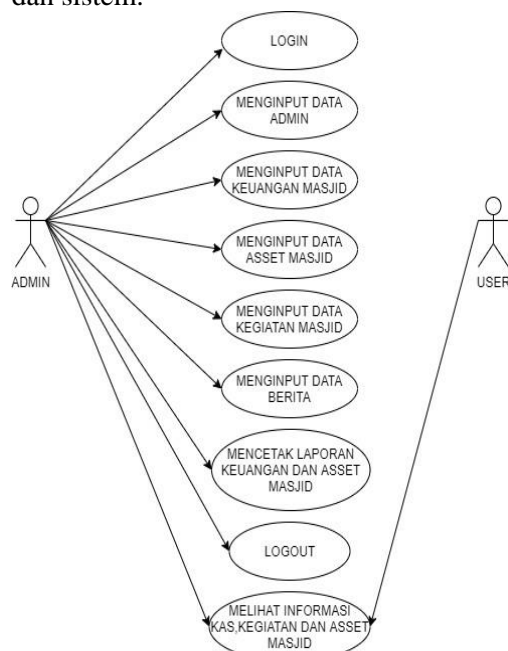 dan sistem.
LOGIN
MENGINPUT DATA
ADMIN
MENGINPUT DATA
KEUANGAN MASJID
MENGINPUT DATA
ASSET MASJID
ADMIN
USER
MENGINPUT DATA
KEGIATAN MASJID
MENGINPUT DATA
BERITA
MENCETAK LAPORAN
KEUANGAN DAN ASSET
MASJID
LOGOUT
MELIHAT INFORMASI
KAS,KEGIATAN DAN ASSET
MASJID